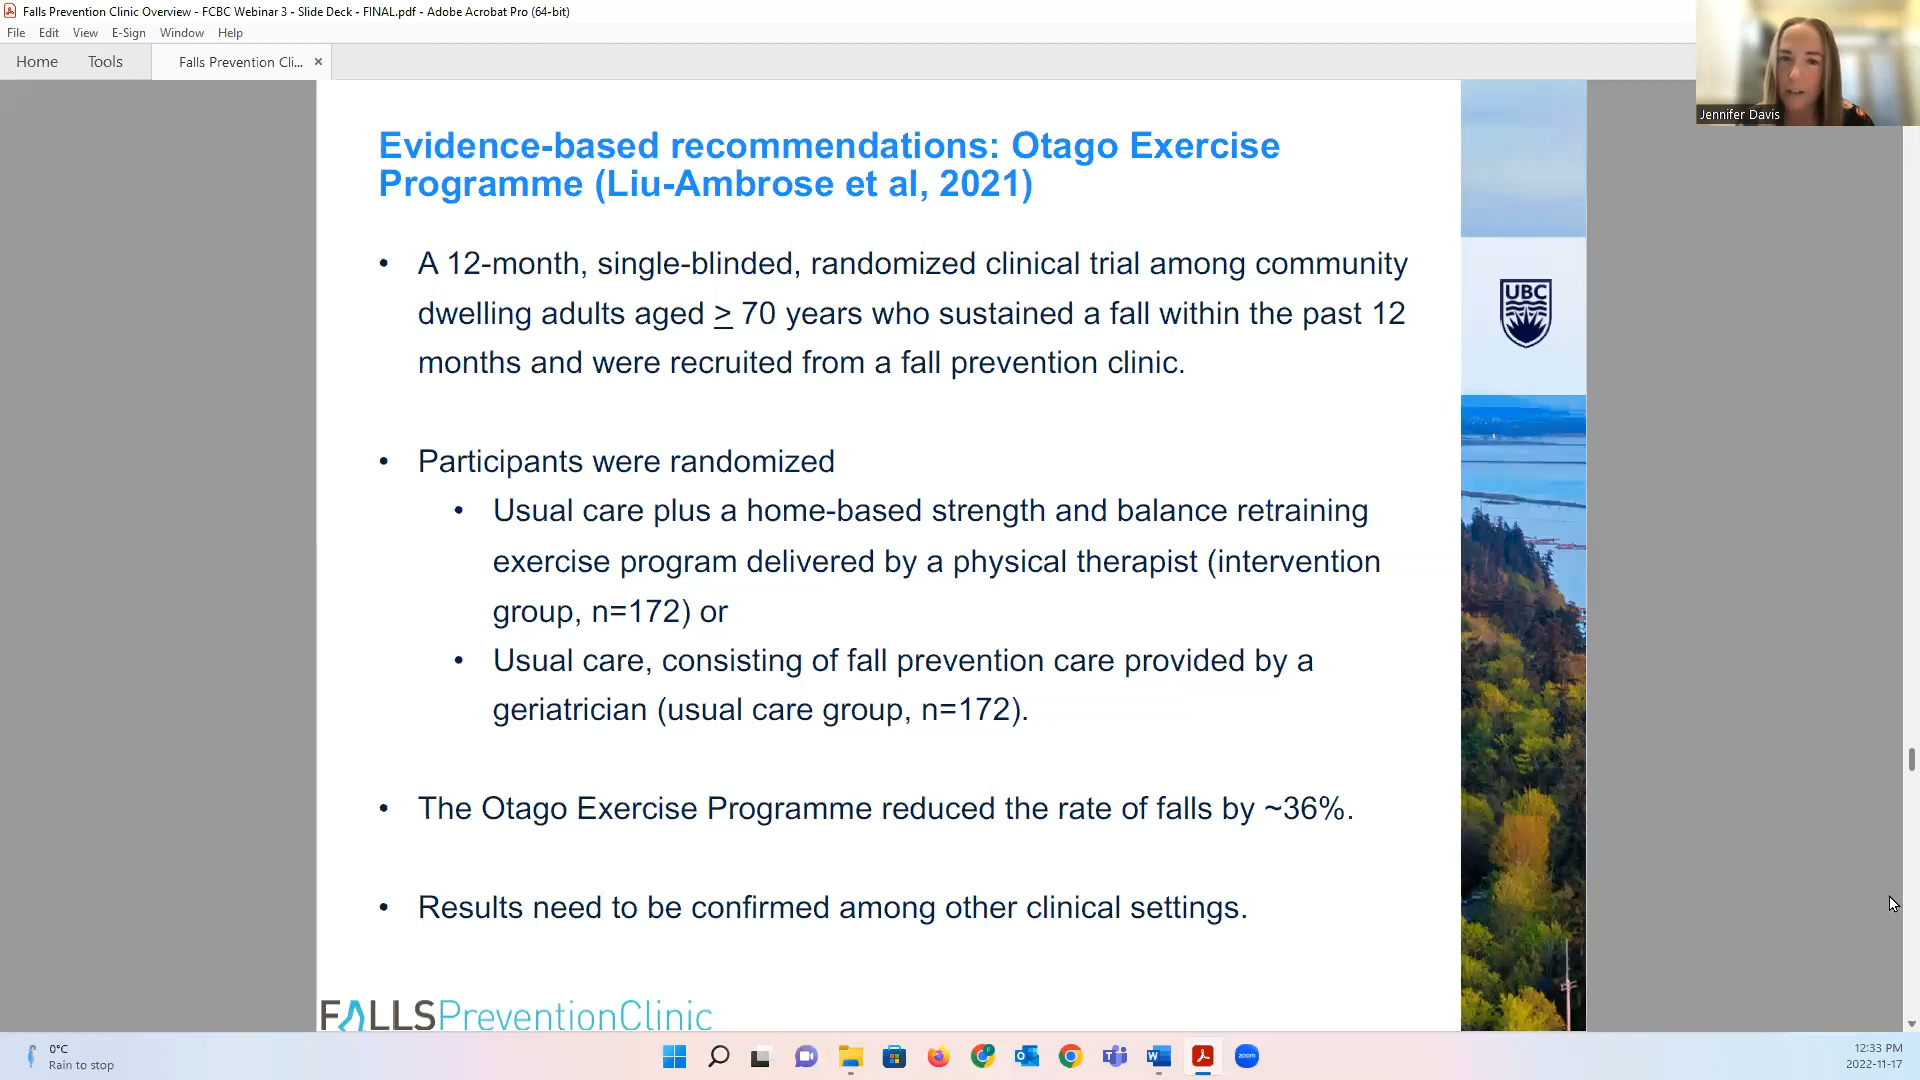 Falls Prevention Clinic Overview - FCBC Webinar 3 - Slide Deck - FINAL.pdf - Adobe Acrobat Pro (64-bit)
File Edit View E-Sign Window Help
Home Tools Falls Prevention Cli... ×
Jennifer Davis
Evidence-based recommendations: Otago Exercise
Programme (Liu-Ambrose et al, 2021)
• A 12-month, single-blinded, randomized clinical trial among community
dwelling adults aged ≥ 70 years who sustained a fall within the past 12
months and were recruited from a fall prevention clinic.
• Participants were randomized
• Usual care plus a home-based strength and balance retraining
exercise program delivered by a physical therapist (intervention
group, n=172) or
• Usual care, consisting of fall prevention care provided by a
geriatrician (usual care group, n=172).
• The Otago Exercise Programme reduced the rate of falls by ~36%.
• Results need to be confirmed among other clinical settings.
UBC
FALLSPreventionClinic
0°C
Rain to stop
zoom
12:33 PM
2022-11-17